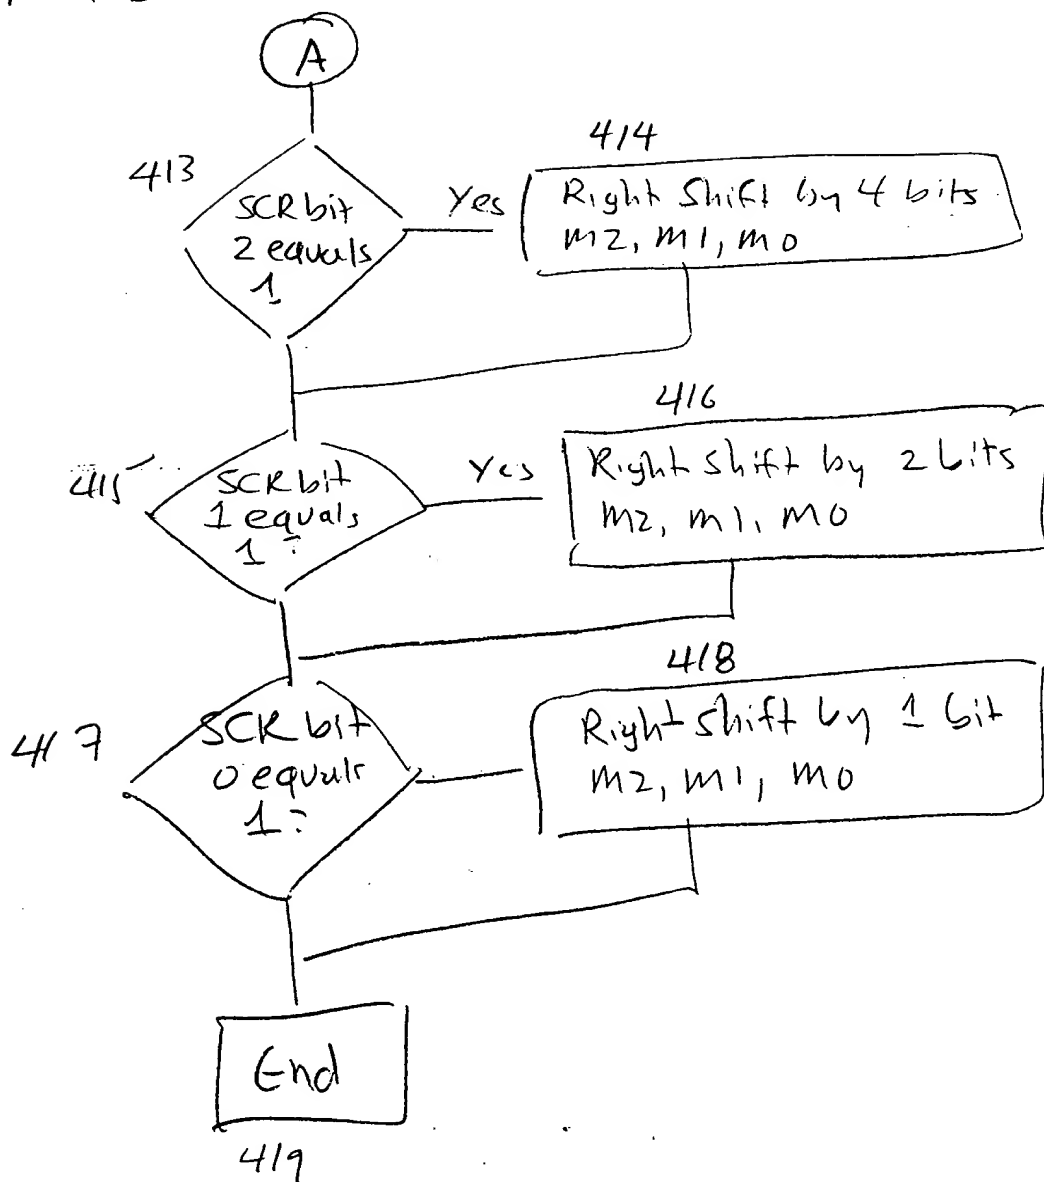 A
413
SCR bit
2 equals
1
Yes
414
Right Shift by 4 bits
m2, m1, m0
415
SCR bit
1 equals
1?
Yes
416
Right Shift by 2 bits
m2, m1, m0
417
SCR bit
0 equals
1?
418
Right Shift by 1 bit
m2, m1, m0
End
419